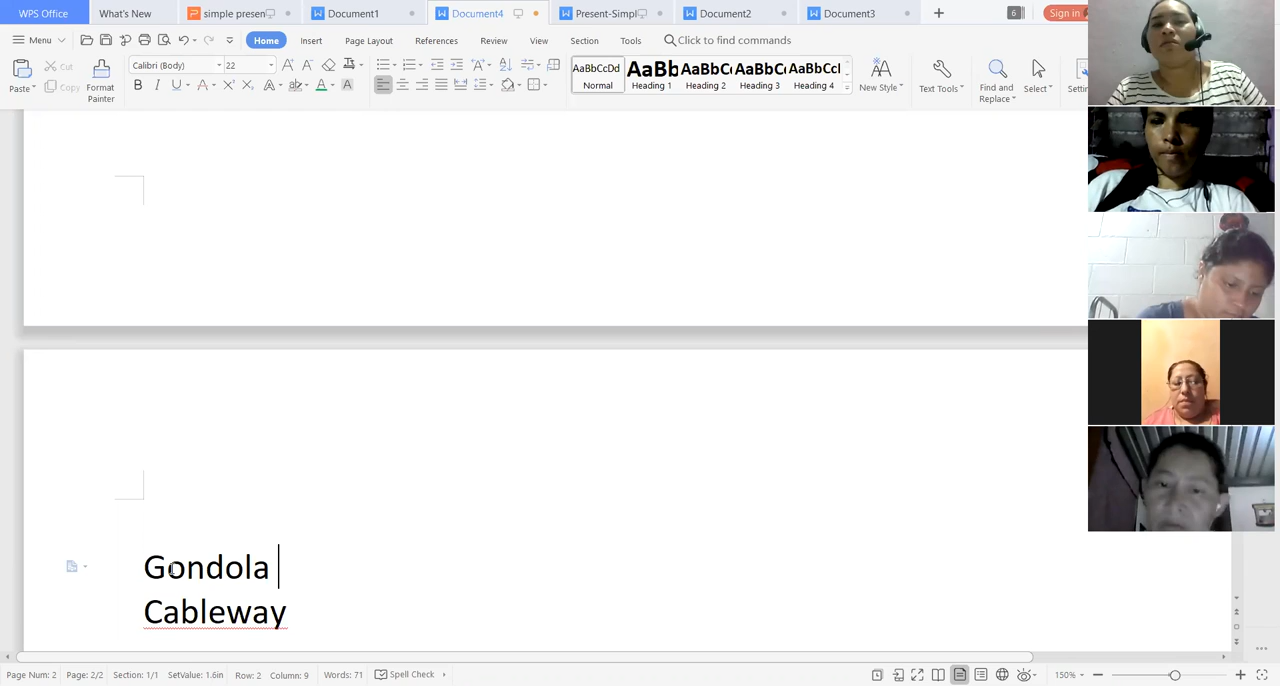 WPS Office
What's New
simple presen
Document1
Document4
Present-Simpl
Document2
Document3
6
Sign in
Menu
Home
Insert
Page Layout
References
Review
View
Section
Tools
Click to find commands
Paste
Cut
Copy
Format
Painter
Calibri (Body)
22
B I U
AaBbCcDd
Normal
AaBb
Heading 1
AaBbC
Heading 2
AaBbC
Heading 3
AaBbCcl
Heading 4
New Style
Text Tools
Find and
Replace
Select
Gondola
Cableway
Page Num: 2
Page: 2/2
Section: 1/1
SetValue: 1.6in
Row: 2
Column: 9
Words: 71
Spell Check
150%